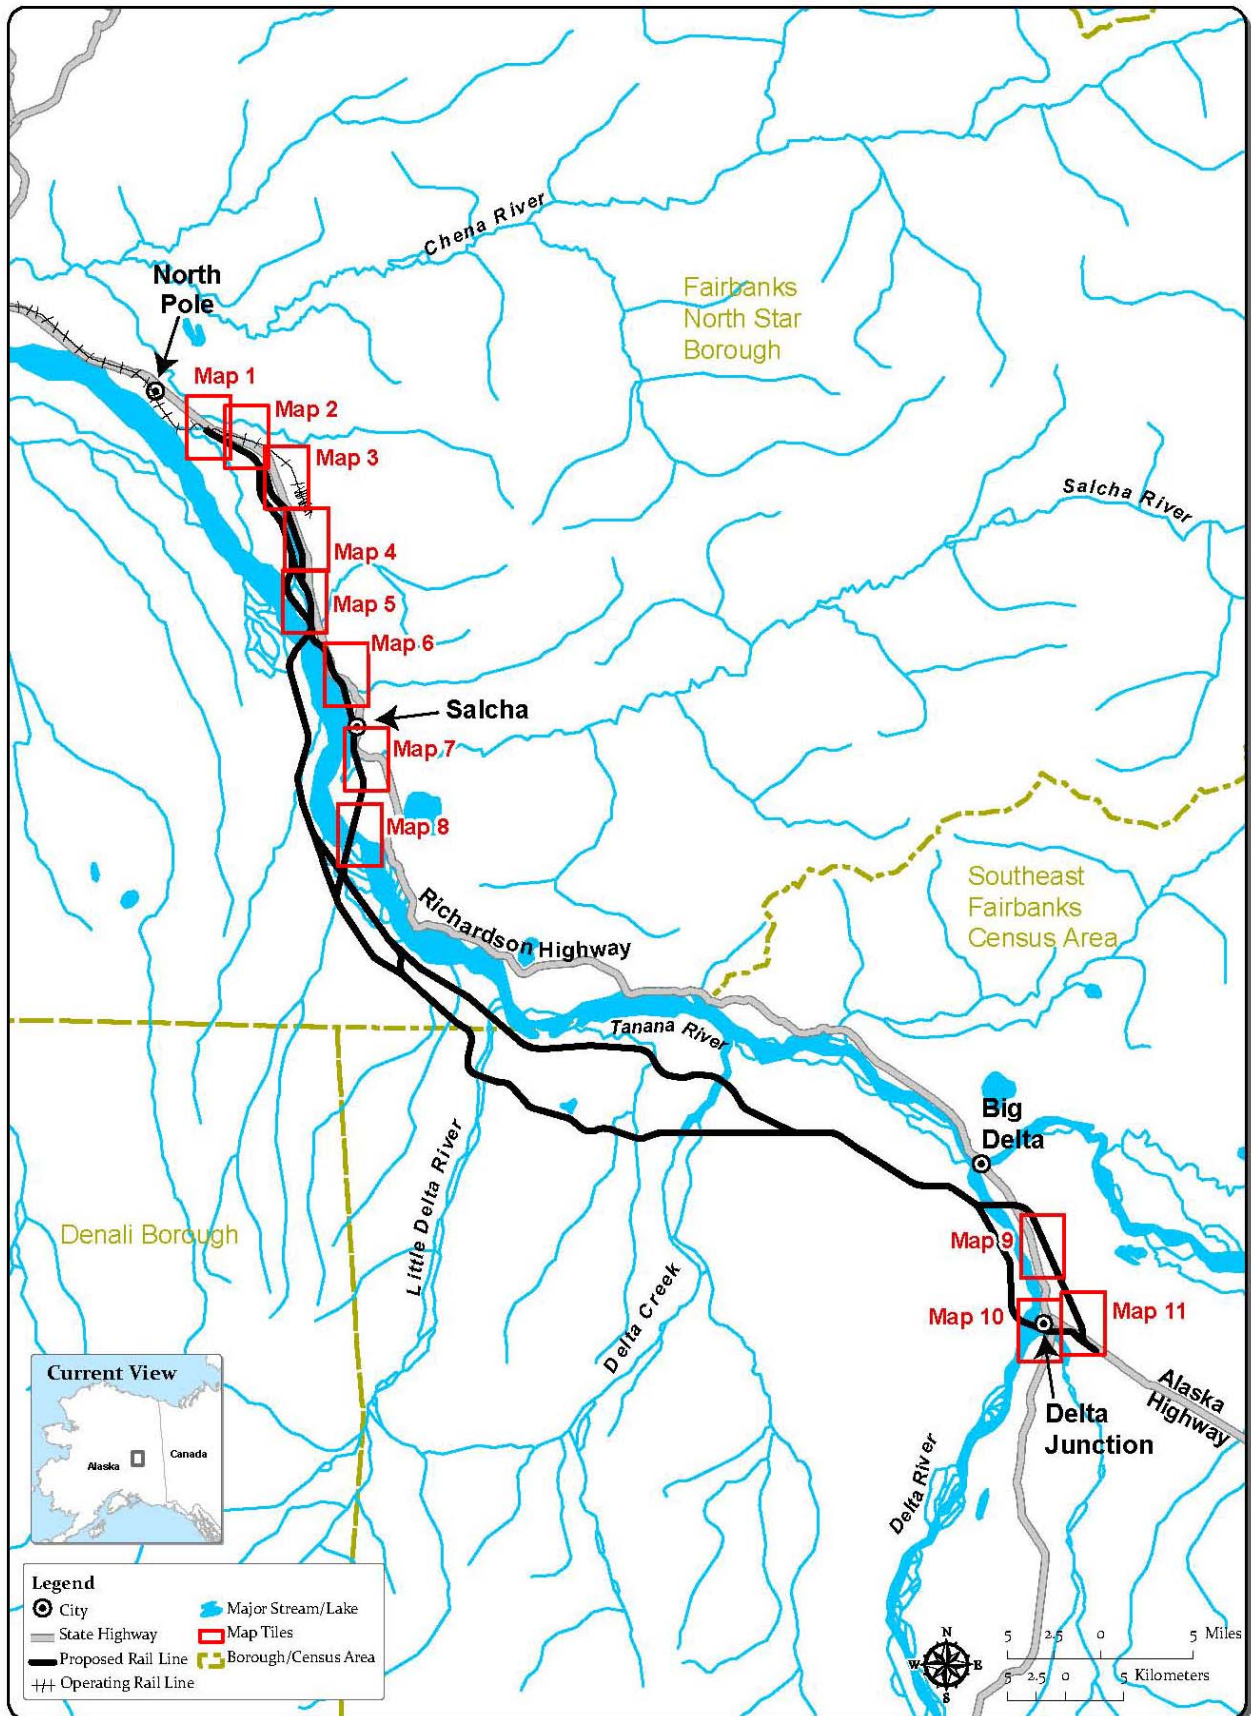 Chena River
North
Pole
Fairbanks
North Star
Borough
Map 1
Map 2
Map 3
Salcha River
Map 4
Map 5
Map 6
Salcha
Map 7
Map 8
Southeast
Fairbanks
Census Area
Richardson Highway
Tanana River
Big
Delta
Little Delta River
Denali Borough
Map 9
Delta Creek
Map 10
Map 11
Alaska
Highway
Delta
Junction
Delta River
Current View
Alaska
Canada
Legend
City
Major Stream/Lake
State Highway
Map Tiles
Proposed Rail Line
Borough/Census Area
Operating Rail Line
N
W
E
S
5 2.5 0 5 Miles
5 2.5 0 5 Kilometers